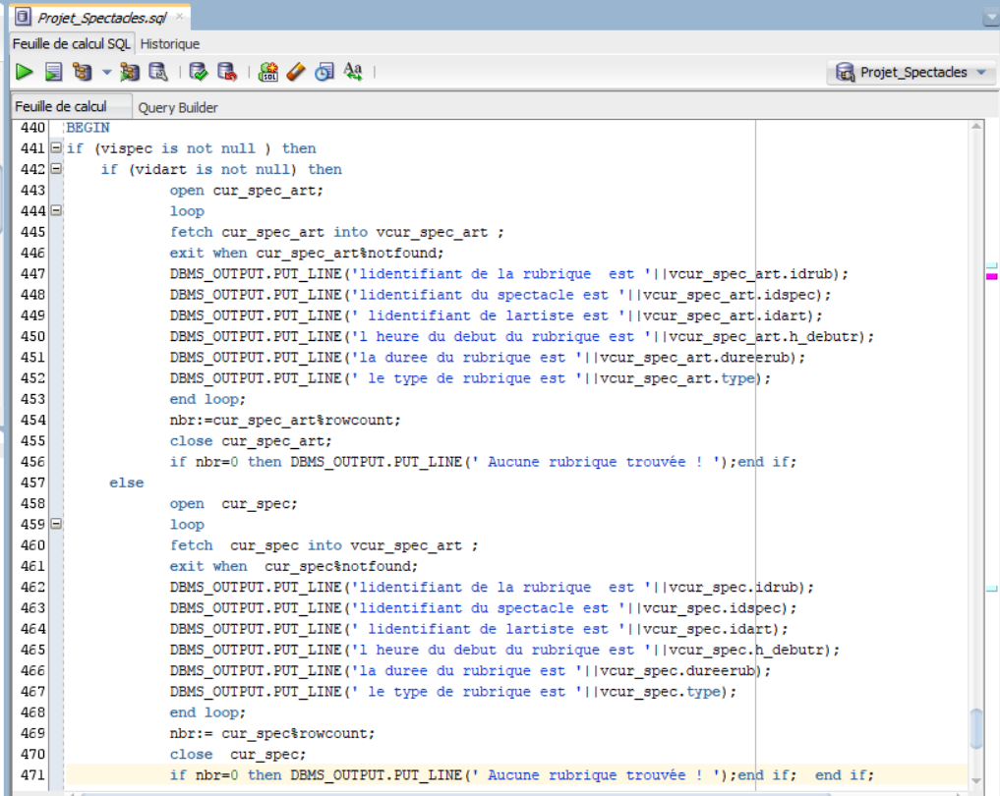 Projet_Spectacles.sql
Feuille de calcul SQL Historique
Projet_Spectacles
Feuille de calcul Query Builder
440 BEGIN
441 if (vispec is not null ) then
442 if (vidart is not null) then
443 open cur_spec_art;
444 loop
445 fetch cur_spec_art into vcur_spec_art ;
446 exit when cur_spec_art%notfound;
447 DBMS_OUTPUT.PUT_LINE('lidentifiant de la rubrique  est '||vcur_spec_art.idrub);
448 DBMS_OUTPUT.PUT_LINE('lidentifiant du spectacle est '||vcur_spec_art.idspec);
449 DBMS_OUTPUT.PUT_LINE(' lidentifiant de lartiste est '||vcur_spec_art.idart);
450 DBMS_OUTPUT.PUT_LINE('l heure du debut du rubrique est '||vcur_spec_art.h_debutr);
451 DBMS_OUTPUT.PUT_LINE('la duree du rubrique est '||vcur_spec_art.dureerub);
452 DBMS_OUTPUT.PUT_LINE(' le type de rubrique est '||vcur_spec_art.type);
453 end loop;
454 nbr:=cur_spec_art%rowcount;
455 close cur_spec_art;
456 if nbr=0 then DBMS_OUTPUT.PUT_LINE(' Aucune rubrique trouvée ! ');end if;
457 else
458 open  cur_spec;
459 loop
460 fetch  cur_spec into vcur_spec_art ;
461 exit when  cur_spec%notfound;
462 DBMS_OUTPUT.PUT_LINE('lidentifiant de la rubrique  est '||vcur_spec.idrub);
463 DBMS_OUTPUT.PUT_LINE('lidentifiant du spectacle est '||vcur_spec.idspec);
464 DBMS_OUTPUT.PUT_LINE(' lidentifiant de lartiste est '||vcur_spec.idart);
465 DBMS_OUTPUT.PUT_LINE('l heure du debut du rubrique est '||vcur_spec.h_debutr);
466 DBMS_OUTPUT.PUT_LINE('la duree du rubrique est '||vcur_spec.dureerub);
467 DBMS_OUTPUT.PUT_LINE(' le type de rubrique est '||vcur_spec.type);
468 end loop;
469 nbr:= cur_spec%rowcount;
470 close  cur_spec;
471 if nbr=0 then DBMS_OUTPUT.PUT_LINE(' Aucune rubrique trouvée ! ');end if;  end if;